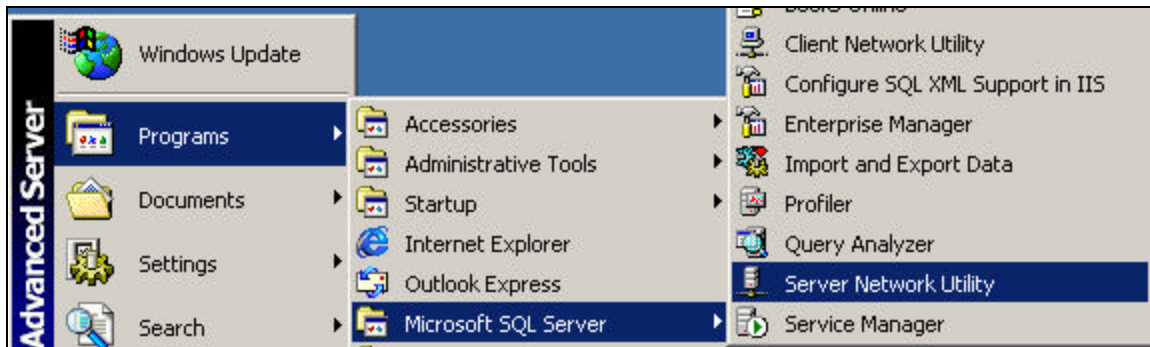 Advanced Server
Windows Update
Programs
Documents
Settings
Search
Accessories
Administrative Tools
Startup
Internet Explorer
Outlook Express
Microsoft SQL Server
Books Online
Client Network Utility
Configure SQL XML Support in IIS
Enterprise Manager
Import and Export Data
Profiler
Query Analyzer
Server Network Utility
Service Manager